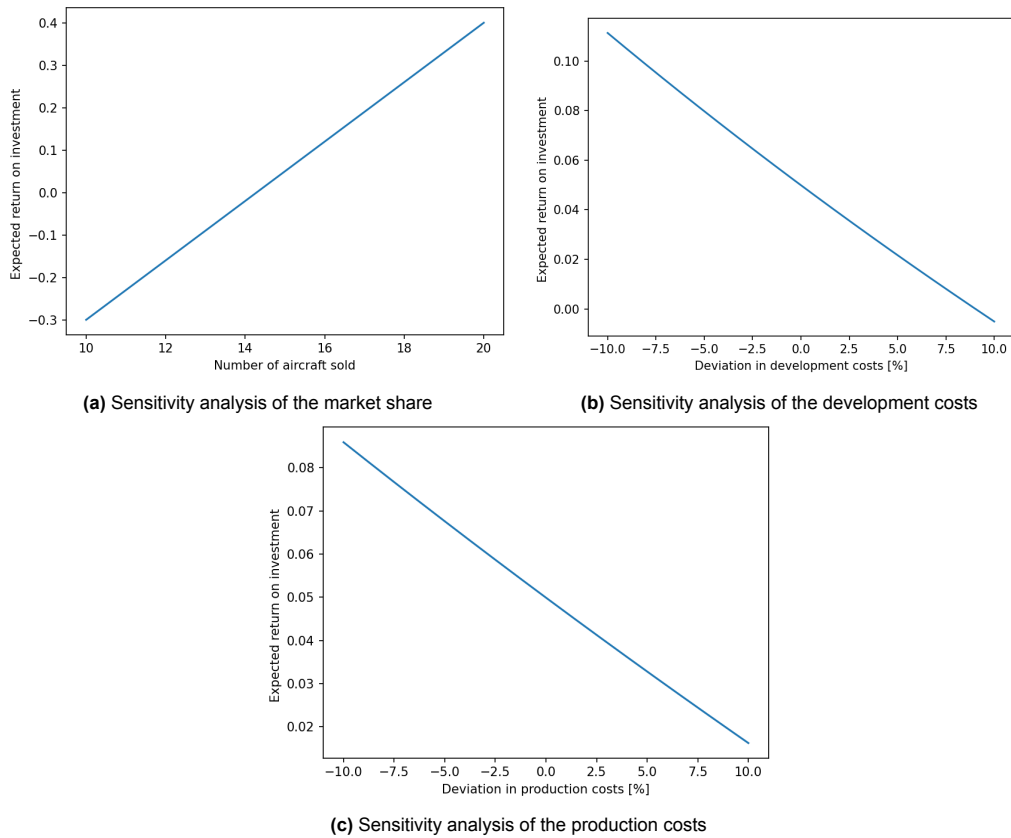 0.4
0.3
0.2
0.1
0.0
−0.1
−0.2
−0.3
Expected return on investment
10 12 14 16 18 20
Number of aircraft sold
(a) Sensitivity analysis of the market share
0.10
0.08
0.06
0.04
0.02
0.00
Expected return on investment
−10.0 −7.5 −5.0 −2.5 0.0 2.5 5.0 7.5 10.0
Deviation in development costs [%]
(b) Sensitivity analysis of the development costs
0.08
0.07
0.06
0.05
0.04
0.03
0.02
Expected return on investment
−10.0 −7.5 −5.0 −2.5 0.0 2.5 5.0 7.5 10.0
Deviation in production costs [%]
(c) Sensitivity analysis of the production costs